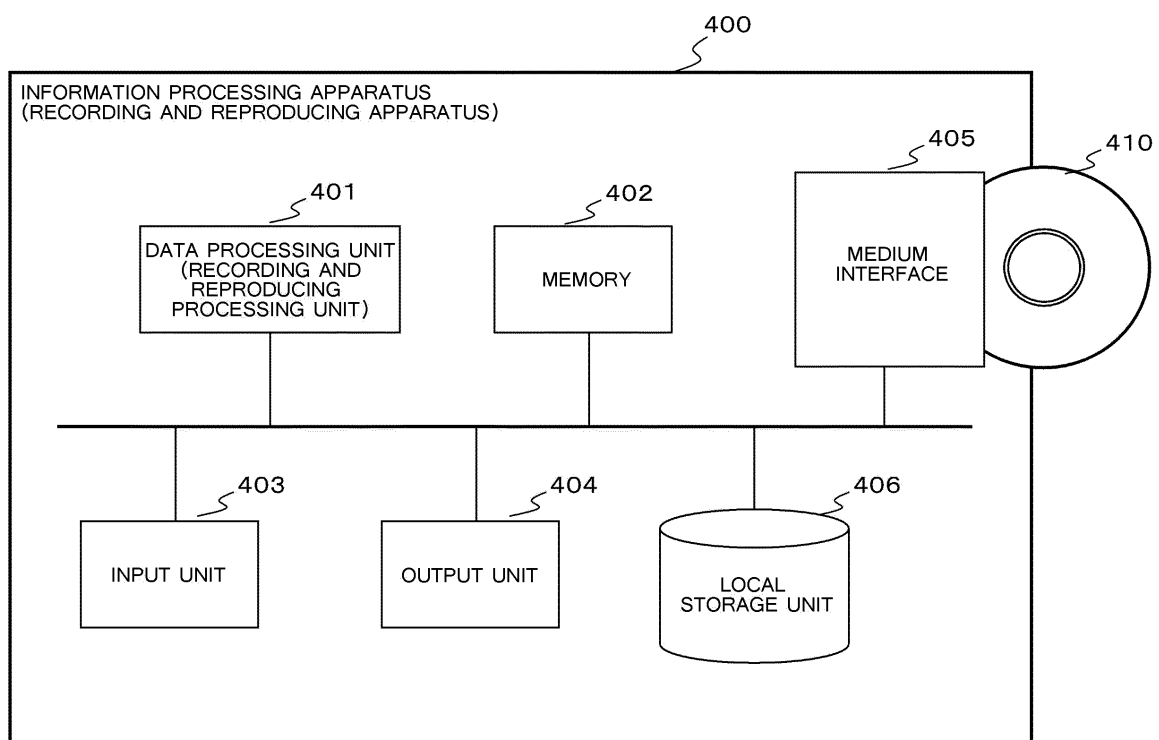 400
INFORMATION PROCESSING APPARATUS
(RECORDING AND REPRODUCING APPARATUS)
405
410
401
402
DATA PROCESSING UNIT
(RECORDING AND
REPRODUCING
PROCESSING UNIT)
MEMORY
MEDIUM
INTERFACE
403
404
406
INPUT UNIT
OUTPUT UNIT
LOCAL
STORAGE UNIT